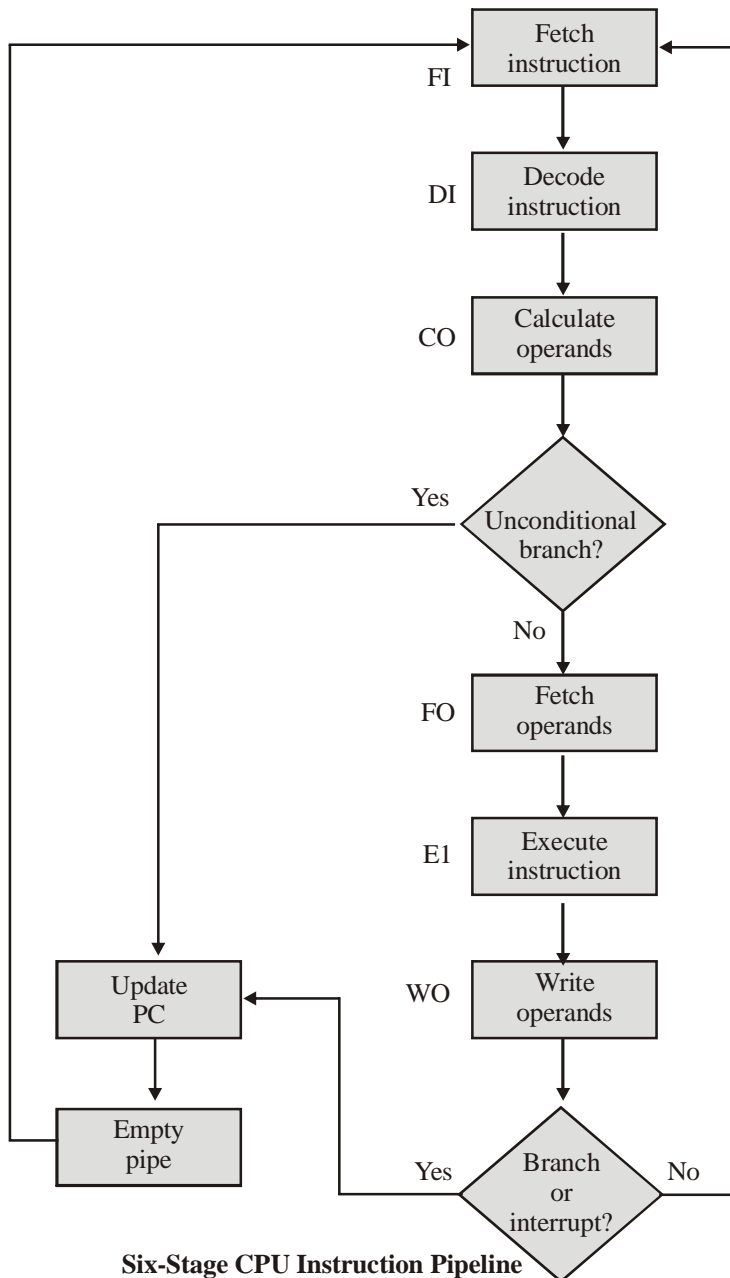 Fetch
instruction
FI
Decode
instruction
DI
Calculate
operands
CO
Yes
Unconditional
branch?
No
Fetch
operands
FO
Execute
instruction
E1
Update
PC
Write
operands
WO
Empty
pipe
Yes
Branch
or
interrupt?
No
Six-Stage CPU Instruction Pipeline